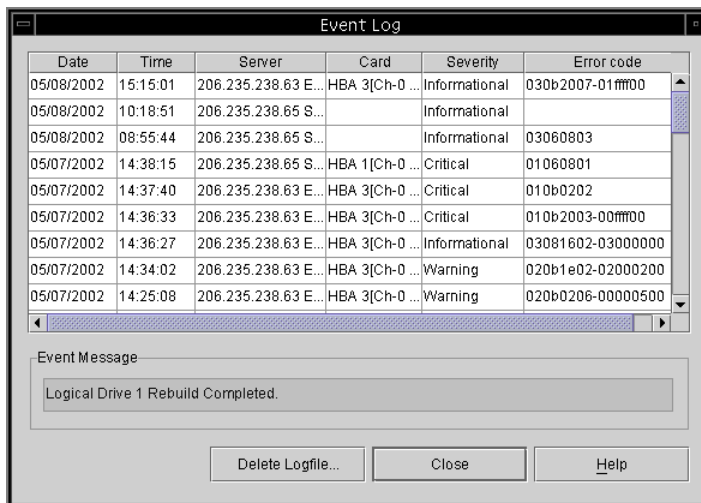 Event Log
Date Time Server Card Severity Error code
05/08/2002 15:15:01 206.235.238.63 E... HBA 3[Ch-0 ... Informational 030b2007-01ffff00
05/08/2002 10:18:51 206.235.238.65 S... Informational
05/08/2002 08:55:44 206.235.238.65 S... Informational 03060803
05/07/2002 14:38:15 206.235.238.65 S... HBA 1[Ch-0 ... Critical 01060801
05/07/2002 14:37:40 206.235.238.63 E... HBA 3[Ch-0 ... Critical 010b0202
05/07/2002 14:36:33 206.235.238.63 E... HBA 3[Ch-0 ... Critical 010b2003-00ffff00
05/07/2002 14:36:27 206.235.238.63 E... HBA 3[Ch-0 ... Informational 03081602-03000000
05/07/2002 14:34:02 206.235.238.63 E... HBA 3[Ch-0 ... Warning 020b1e02-02000200
05/07/2002 14:25:08 206.235.238.63 E... HBA 3[Ch-0 ... Warning 020b0206-00000500
Event Message
Logical Drive 1 Rebuild Completed.
Delete Logfile... Close Help